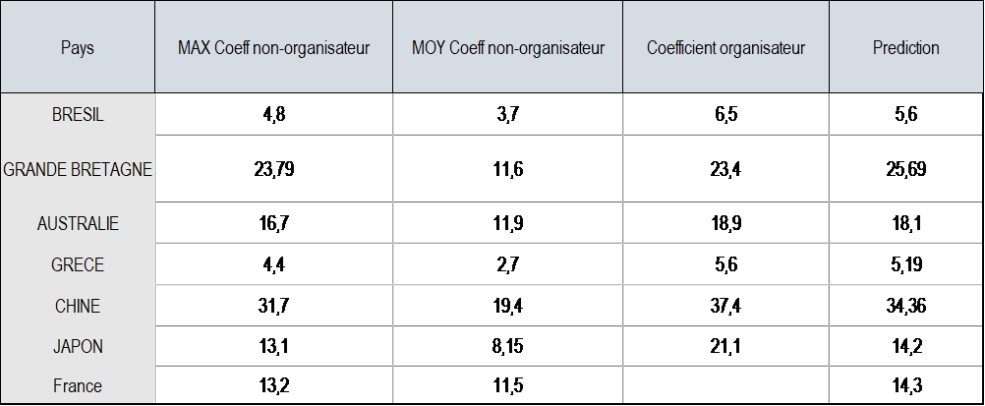 Pays MAX Coeff non-organisateur MOY Coeff non-organisateur Coefficient organisateur Prediction
BRESIL 4,8 3,7 6,5 5,6
GRANDE BRETAGNE 23,79 11,6 23,4 25,69
AUSTRALIE 16,7 11,9 18,9 18,1
GRECE 4,4 2,7 5,6 5,19
CHINE 31,7 19,4 37,4 34,36
JAPON 13,1 8,15 21,1 14,2
France 13,2 11,5 14,3